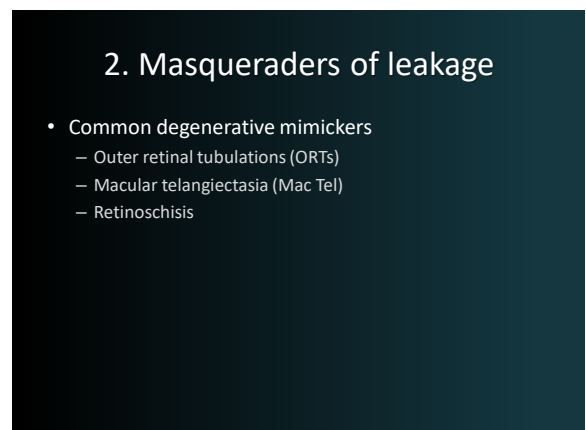 2. Masqueraders of leakage
• Common degenerative mimickers
– Outer retinal tubulations (ORTs)
– Macular telangiectasia (Mac Tel)
– Retinoschisis